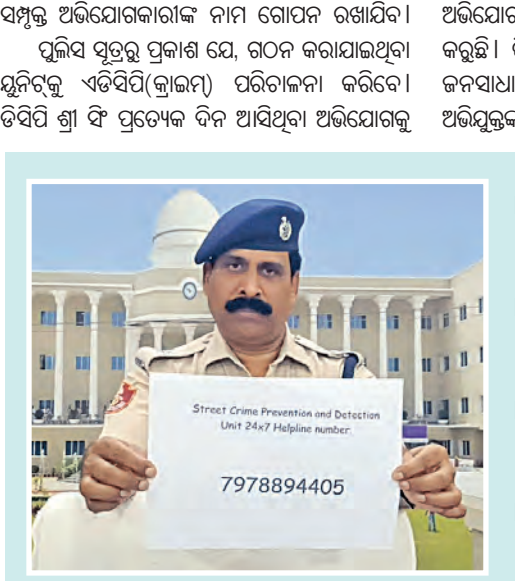 ସମ୍ପୃକ୍ତ ଅଭିଯୋଗକାରୀଙ୍କ ନାମ ଗୋପନ ରଖାଯିବ।
ପୁଲିସ ସୂତ୍ରରୁ ପ୍ରକାଶ ଯେ, ଗଠନ କରାଯାଇଥିବା
ୟୁନିଟ୍‌କୁ ଏଡିସିପି(କ୍ରାଇମ୍) ପରିଚାଳନା କରିବେ।
ଡିସିପି ଶ୍ରୀ ସିଂ ପ୍ରତ୍ୟେକ ଦିନ ଆସିଥିବା ଅଭିଯୋଗକୁ
ଅଭିଯୋଗ
କରୁଛି।
ଜନସାଧା
ଅଭିଯୁକ୍ତଙ୍କ
Street Crime Prevention and Detection
Unit 24x7 Helpline number.
7978894405